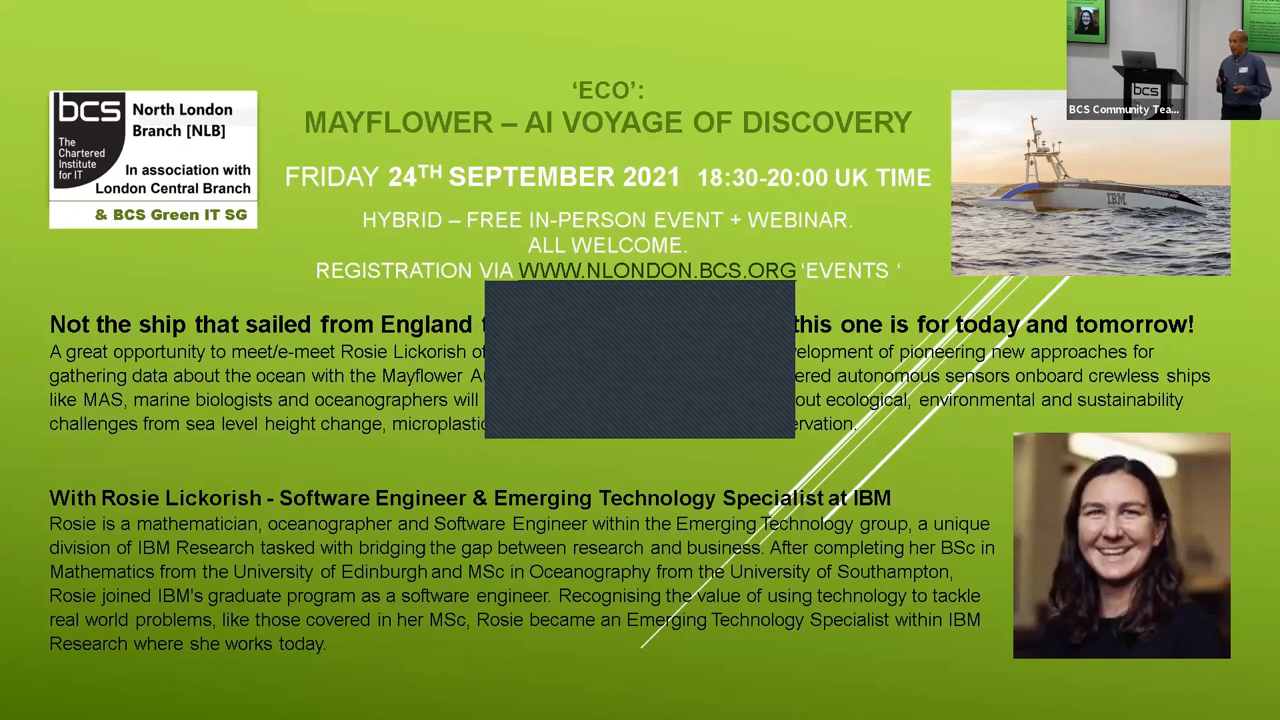 bcs
The
Chartered
Institute
for IT
North London
Branch [NLB]
In association with
London Central Branch
& BCS Green IT SG
‘ECO’:
MAYFLOWER – AI VOYAGE OF DISCOVERY
FRIDAY 24TH SEPTEMBER 2021 18:30-20:00 UK TIME
HYBRID – FREE IN-PERSON EVENT + WEBINAR.
ALL WELCOME.
REGISTRATION VIA WWW.NLONDON.BCS.ORG ‘EVENTS ‘
bcs
BCS Community Tea...
IBM
Not the ship that sailed from England this one is for today and tomorrow!
A great opportunity to meet/e-meet Rosie Lickorish of of pioneering new approaches for
gathering data about the ocean with the Mayflower autonomous sensors onboard crewless ships
like MAS, marine biologists and oceanographers will ecological, environmental and sustainability
challenges from sea level height change,
With Rosie Lickorish - Software Engineer & Emerging Technology Specialist at IBM
Rosie is a mathematician, oceanographer and Software Engineer within the Emerging Technology group, a unique
division of IBM Research tasked with bridging the gap between research and business. After completing her BSc in
Mathematics from the University of Edinburgh and MSc in Oceanography from the University of Southampton,
Rosie joined IBM's graduate program as a software engineer. Recognising the value of using technology to tackle
real world problems, like those covered in her MSc, Rosie became an Emerging Technology Specialist within IBM
Research where she works today.